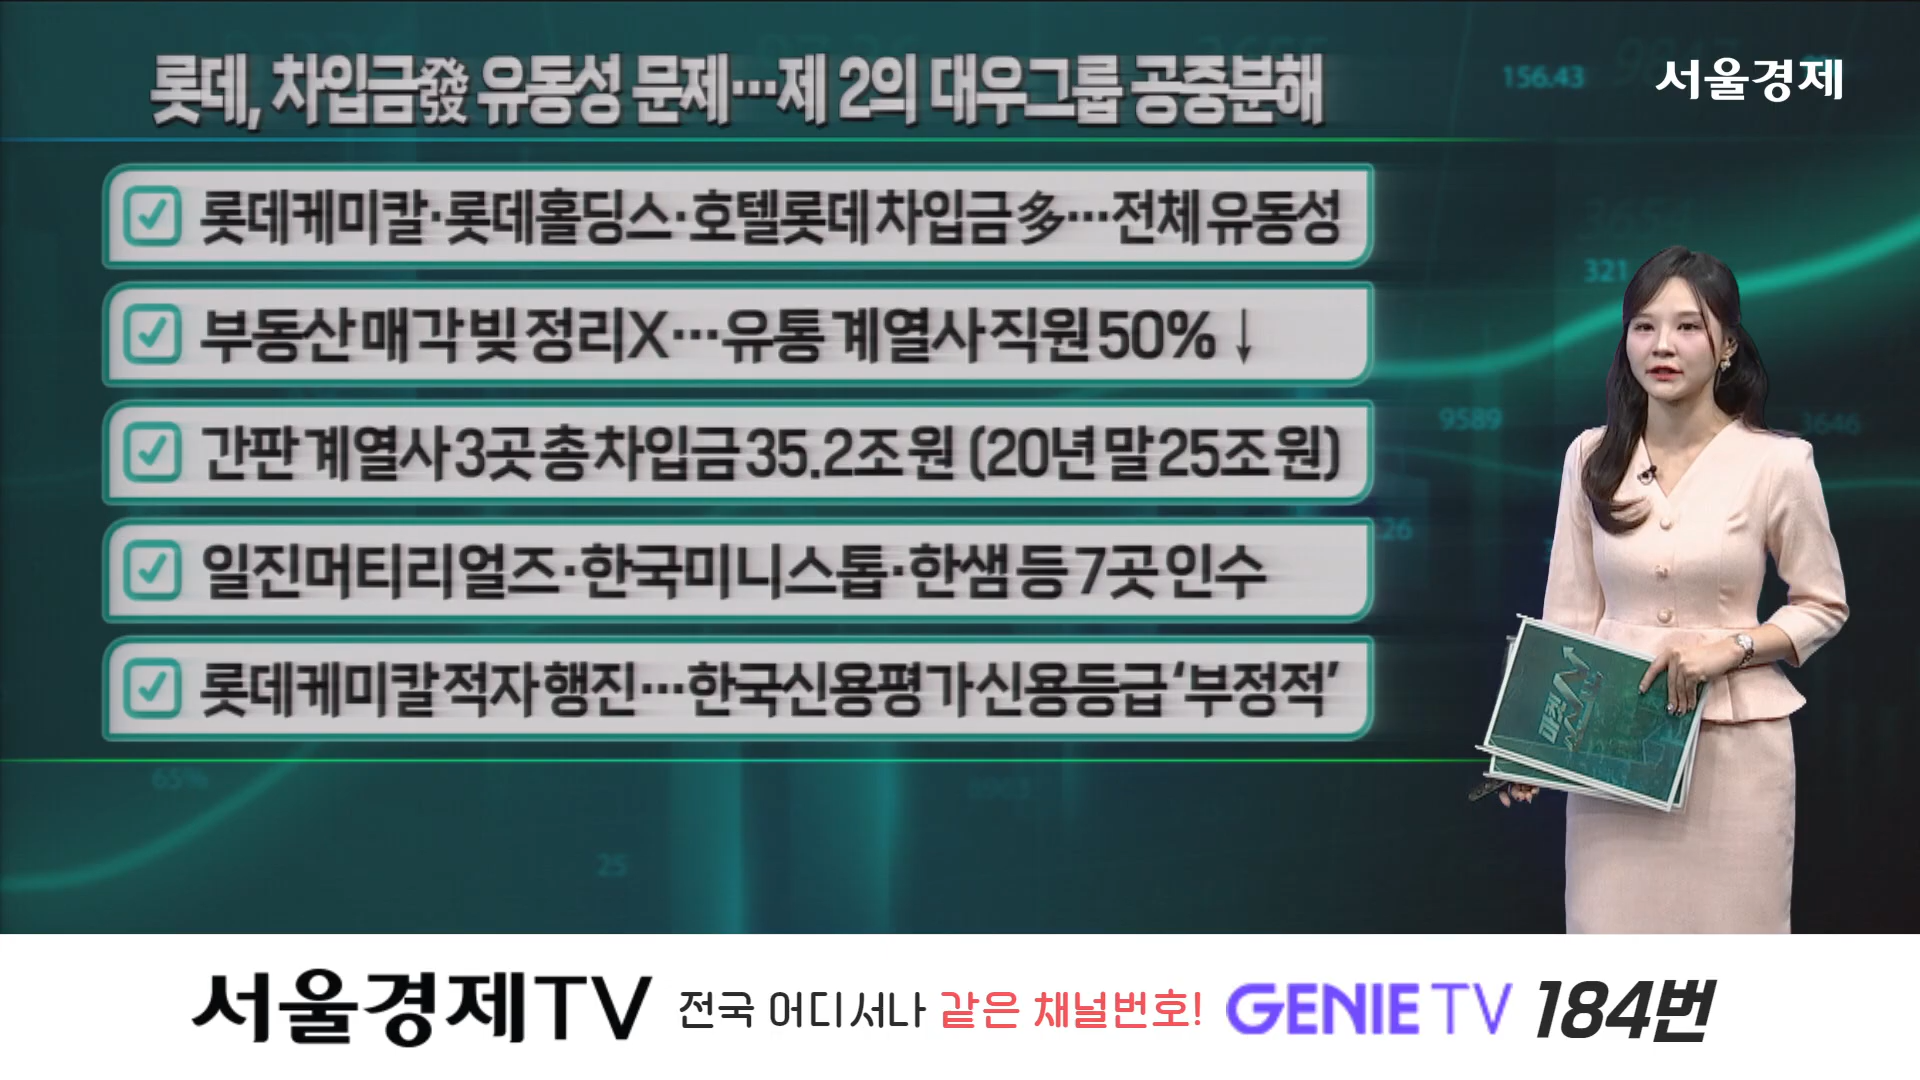 롯데, 차입금發 유동성 문제…제 2의 대우그룹 공중분해
156.43
서울경제
롯데케미칼·롯데홀딩스·호텔롯데 차입금 多…전체 유동성
321
부동산 매각 빚 정리X…유통 계열사 직원 50%↓
9589
3646
간판 계열사 3곳 총 차입금 35.2조 원 (20년 말 25조 원)
.26
일진머티리얼즈·한국미니스톱·한샘 등 7곳 인수
롯데케미칼 적자 행진…한국신용평가 신용등급 ‘부정적’
65%
25
서울경제TV 전국 어디서나 같은 채널번호! GENIE TV 184번